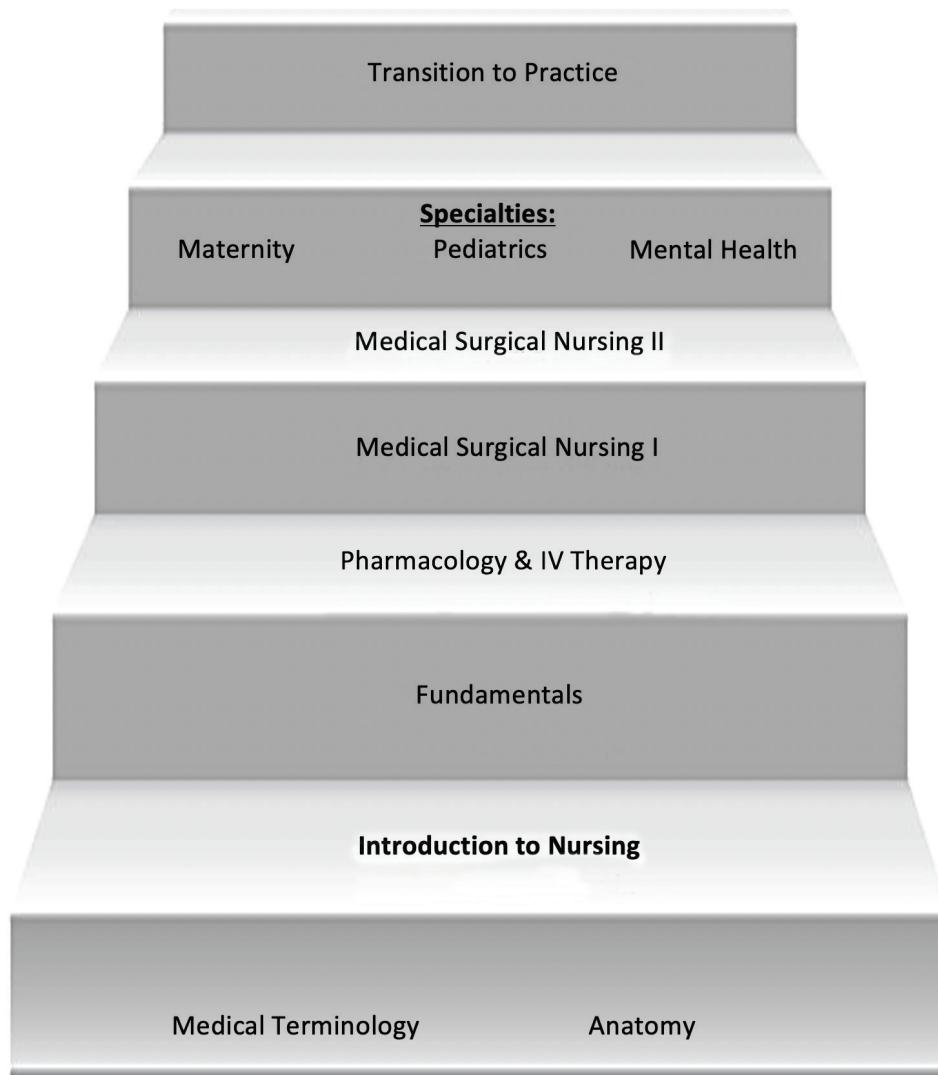 Transition to Practice
Specialties:
Maternity Pediatrics Mental Health
Medical Surgical Nursing II
Medical Surgical Nursing I
Pharmacology & IV Therapy
Fundamentals
Introduction to Nursing
Medical Terminology Anatomy